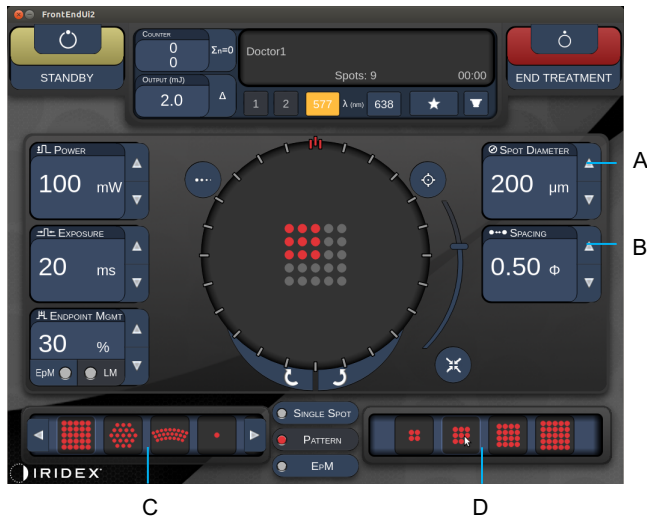 FrontEndUi2
STANDBY
COUNTER
0
0
Σn=0
OUTPUT (mJ)
2.0
Δ
Doctor1
Spots: 9
00:00
1
2
577
λ (nm)
638
END TREATMENT
POWER
100 mW
EXPOSURE
20 ms
ENDPOINT MGMT
30 %
EpM
LM
SPOT DIAMETER
200 μm
SPACING
0.50 Φ
A
B
SINGLE SPOT
PATTERN
EPM
IRIDEX
C
D